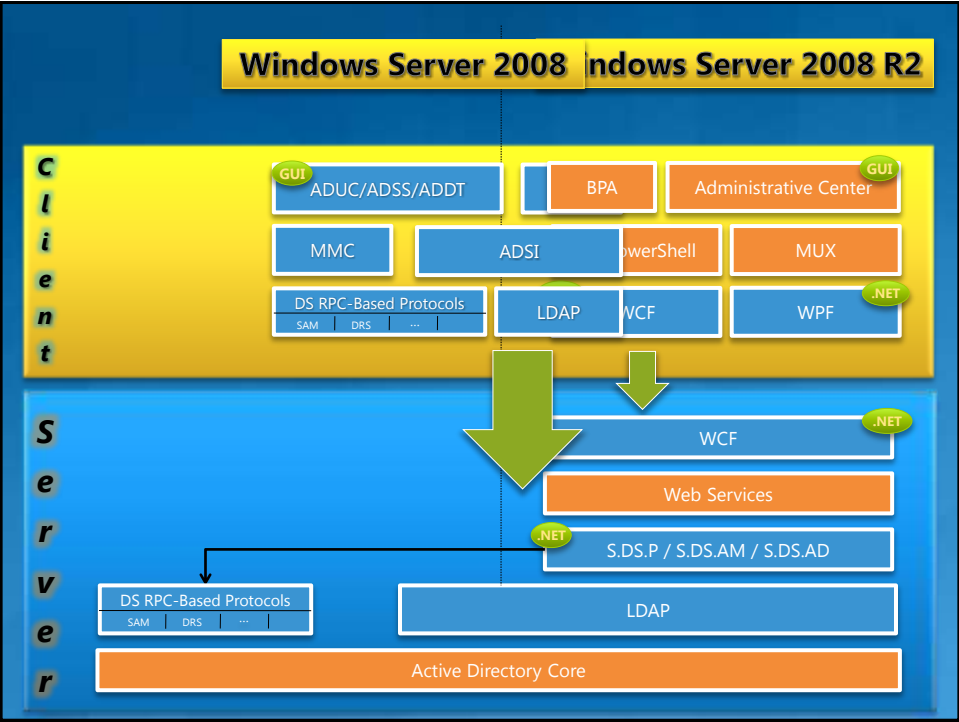 Windows Server 2008
ndows Server 2008 R2
Client
GUI
ADUC/ADSS/ADDT
BPA
Administrative Center
GUI
MMC
ADSI
owerShell
MUX
DS RPC-Based Protocols
SAM DRS ...
LDAP
WCF
WPF
.NET
Server
WCF
.NET
Web Services
.NET
S.DS.P / S.DS.AM / S.DS.AD
DS RPC-Based Protocols
SAM DRS ...
LDAP
Active Directory Core